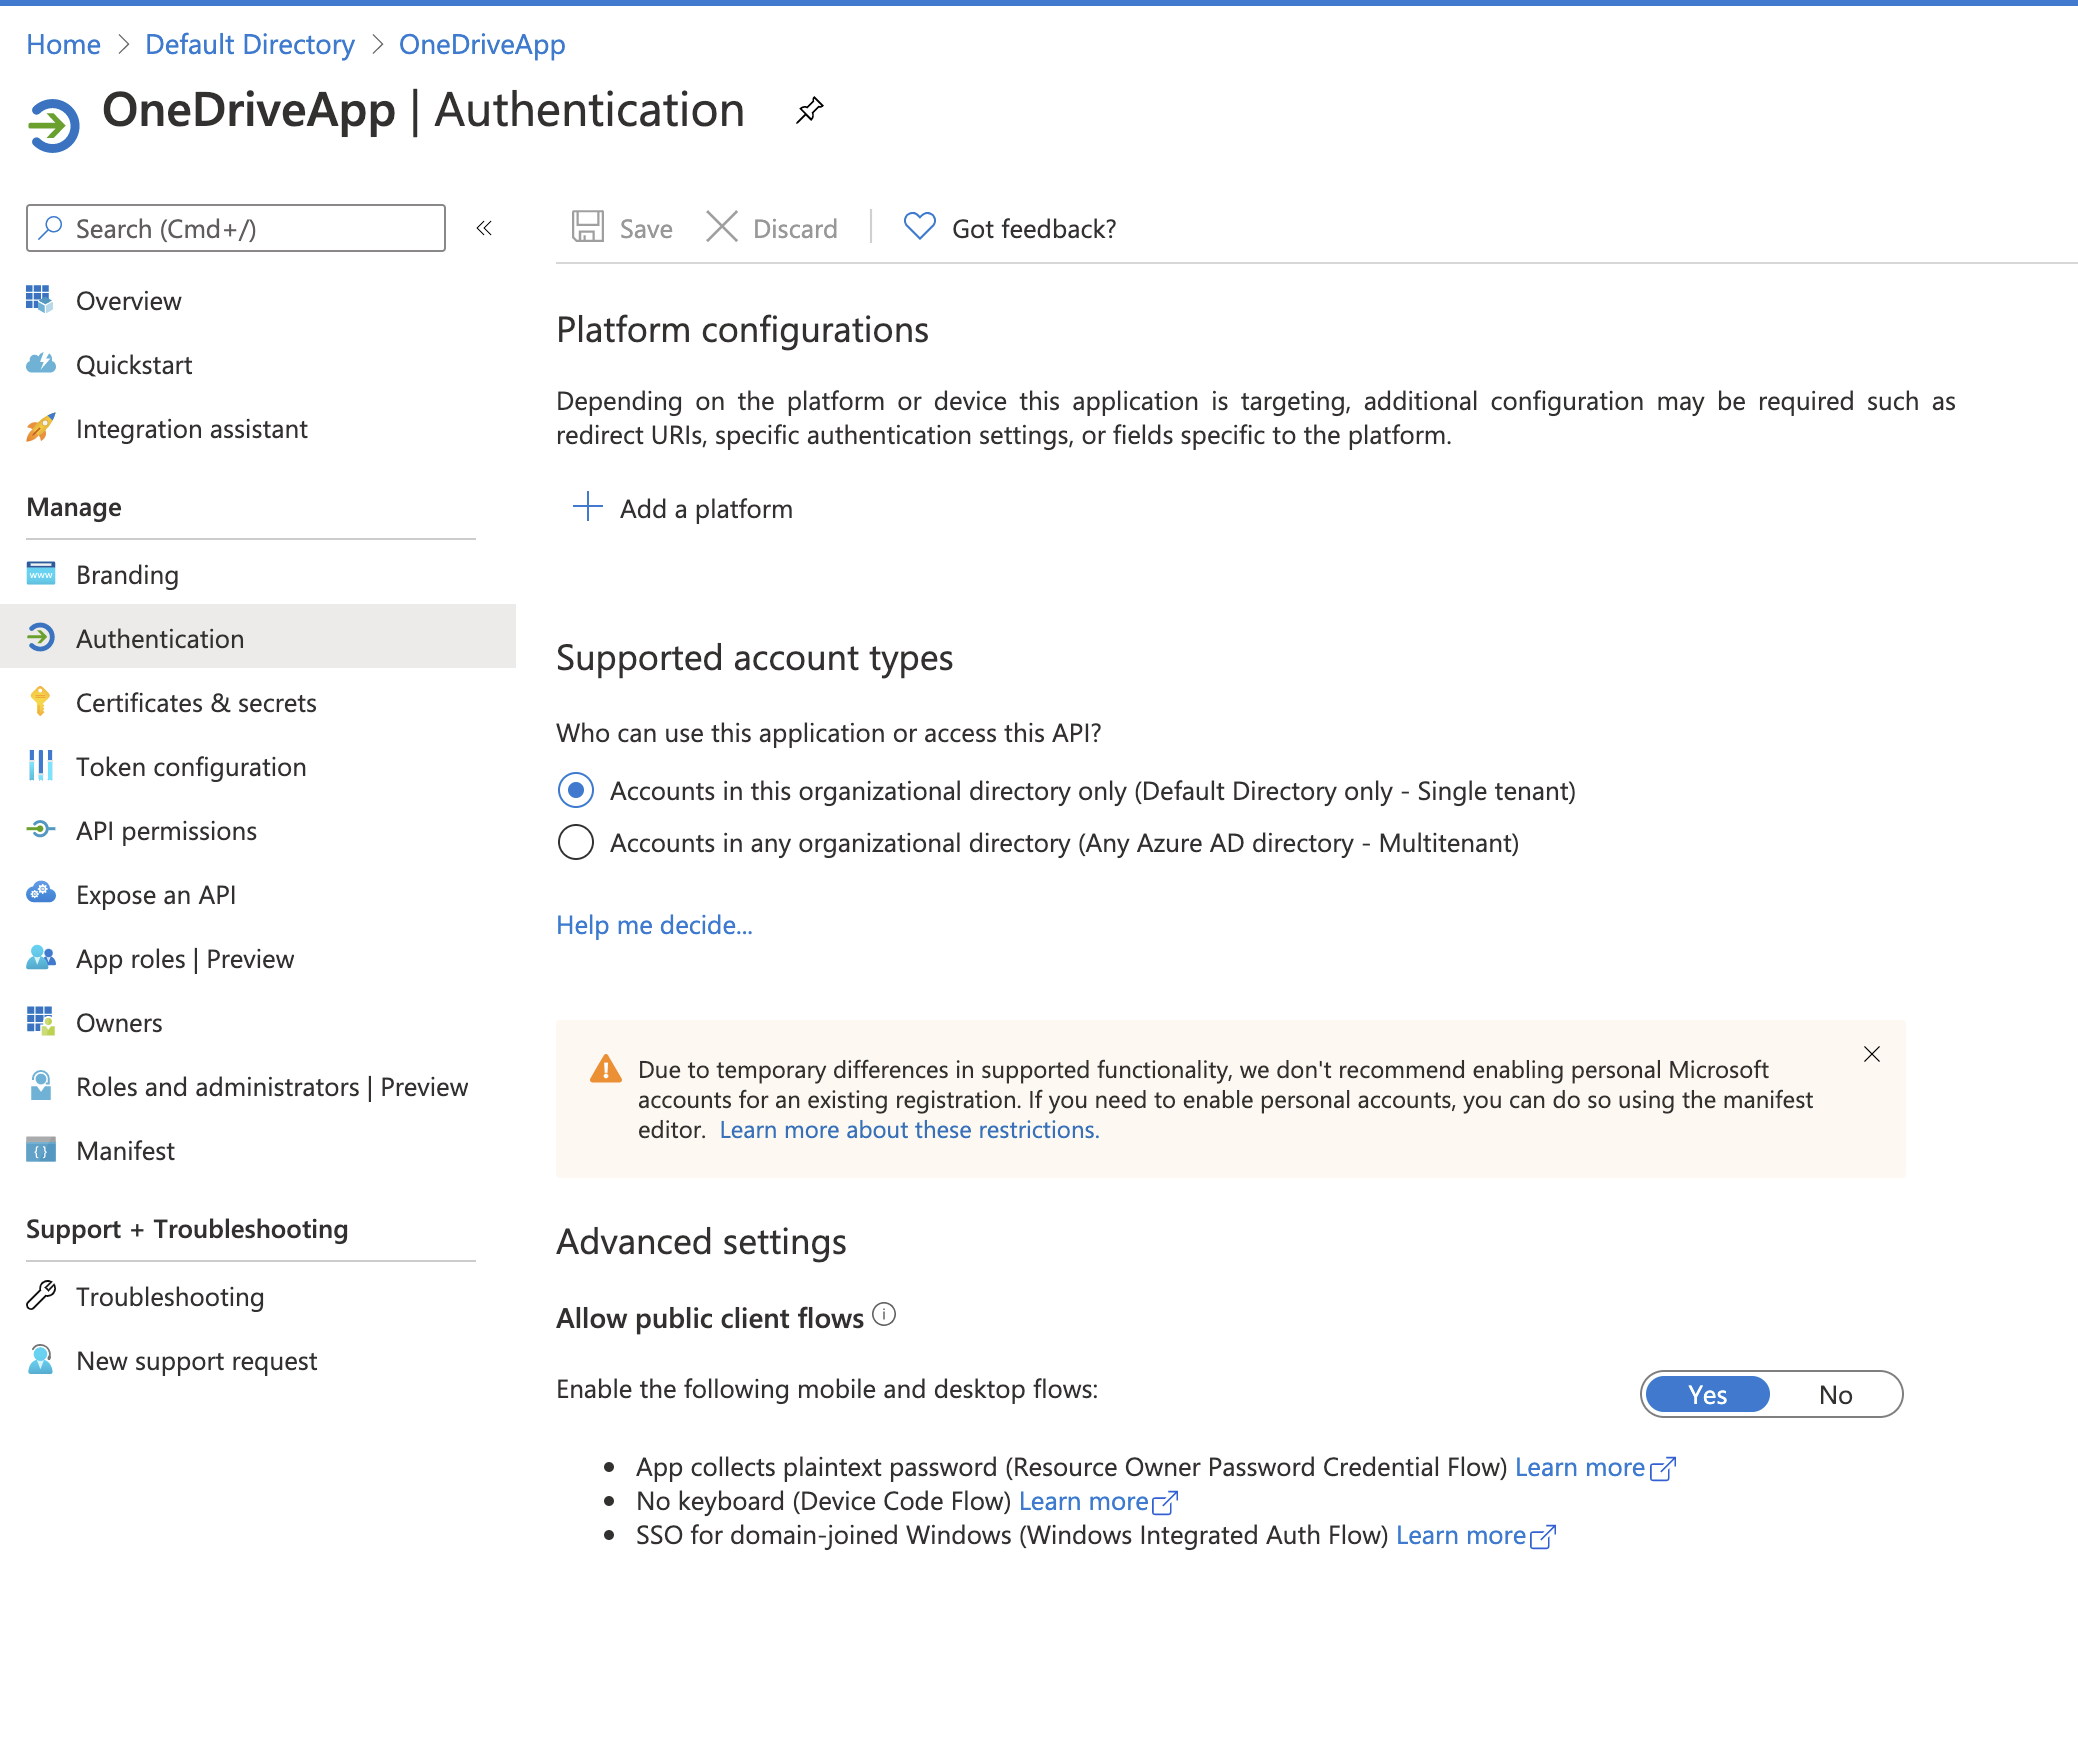 Home > Default Directory > OneDriveApp
OneDriveApp | Authentication
Search (Cmd+/)
«
Overview
Quickstart
Integration assistant
Manage
Branding
Authentication
Certificates & secrets
Token configuration
API permissions
Expose an API
App roles | Preview
Owners
Roles and administrators | Preview
Manifest
Support + Troubleshooting
Troubleshooting
New support request
Save
Discard
Got feedback?
Platform configurations
Depending on the platform or device this application is targeting, additional configuration may be required such as
redirect URIs, specific authentication settings, or fields specific to the platform.
Add a platform
Supported account types
Who can use this application or access this API?
Accounts in this organizational directory only (Default Directory only - Single tenant)
Accounts in any organizational directory (Any Azure AD directory - Multitenant)
Help me decide...
Due to temporary differences in supported functionality, we don't recommend enabling personal Microsoft
accounts for an existing registration. If you need to enable personal accounts, you can do so using the manifest
editor. Learn more about these restrictions.
Advanced settings
Allow public client flows
Enable the following mobile and desktop flows:
Yes No
• App collects plaintext password (Resource Owner Password Credential Flow) Learn more
• No keyboard (Device Code Flow) Learn more
• SSO for domain-joined Windows (Windows Integrated Auth Flow) Learn more